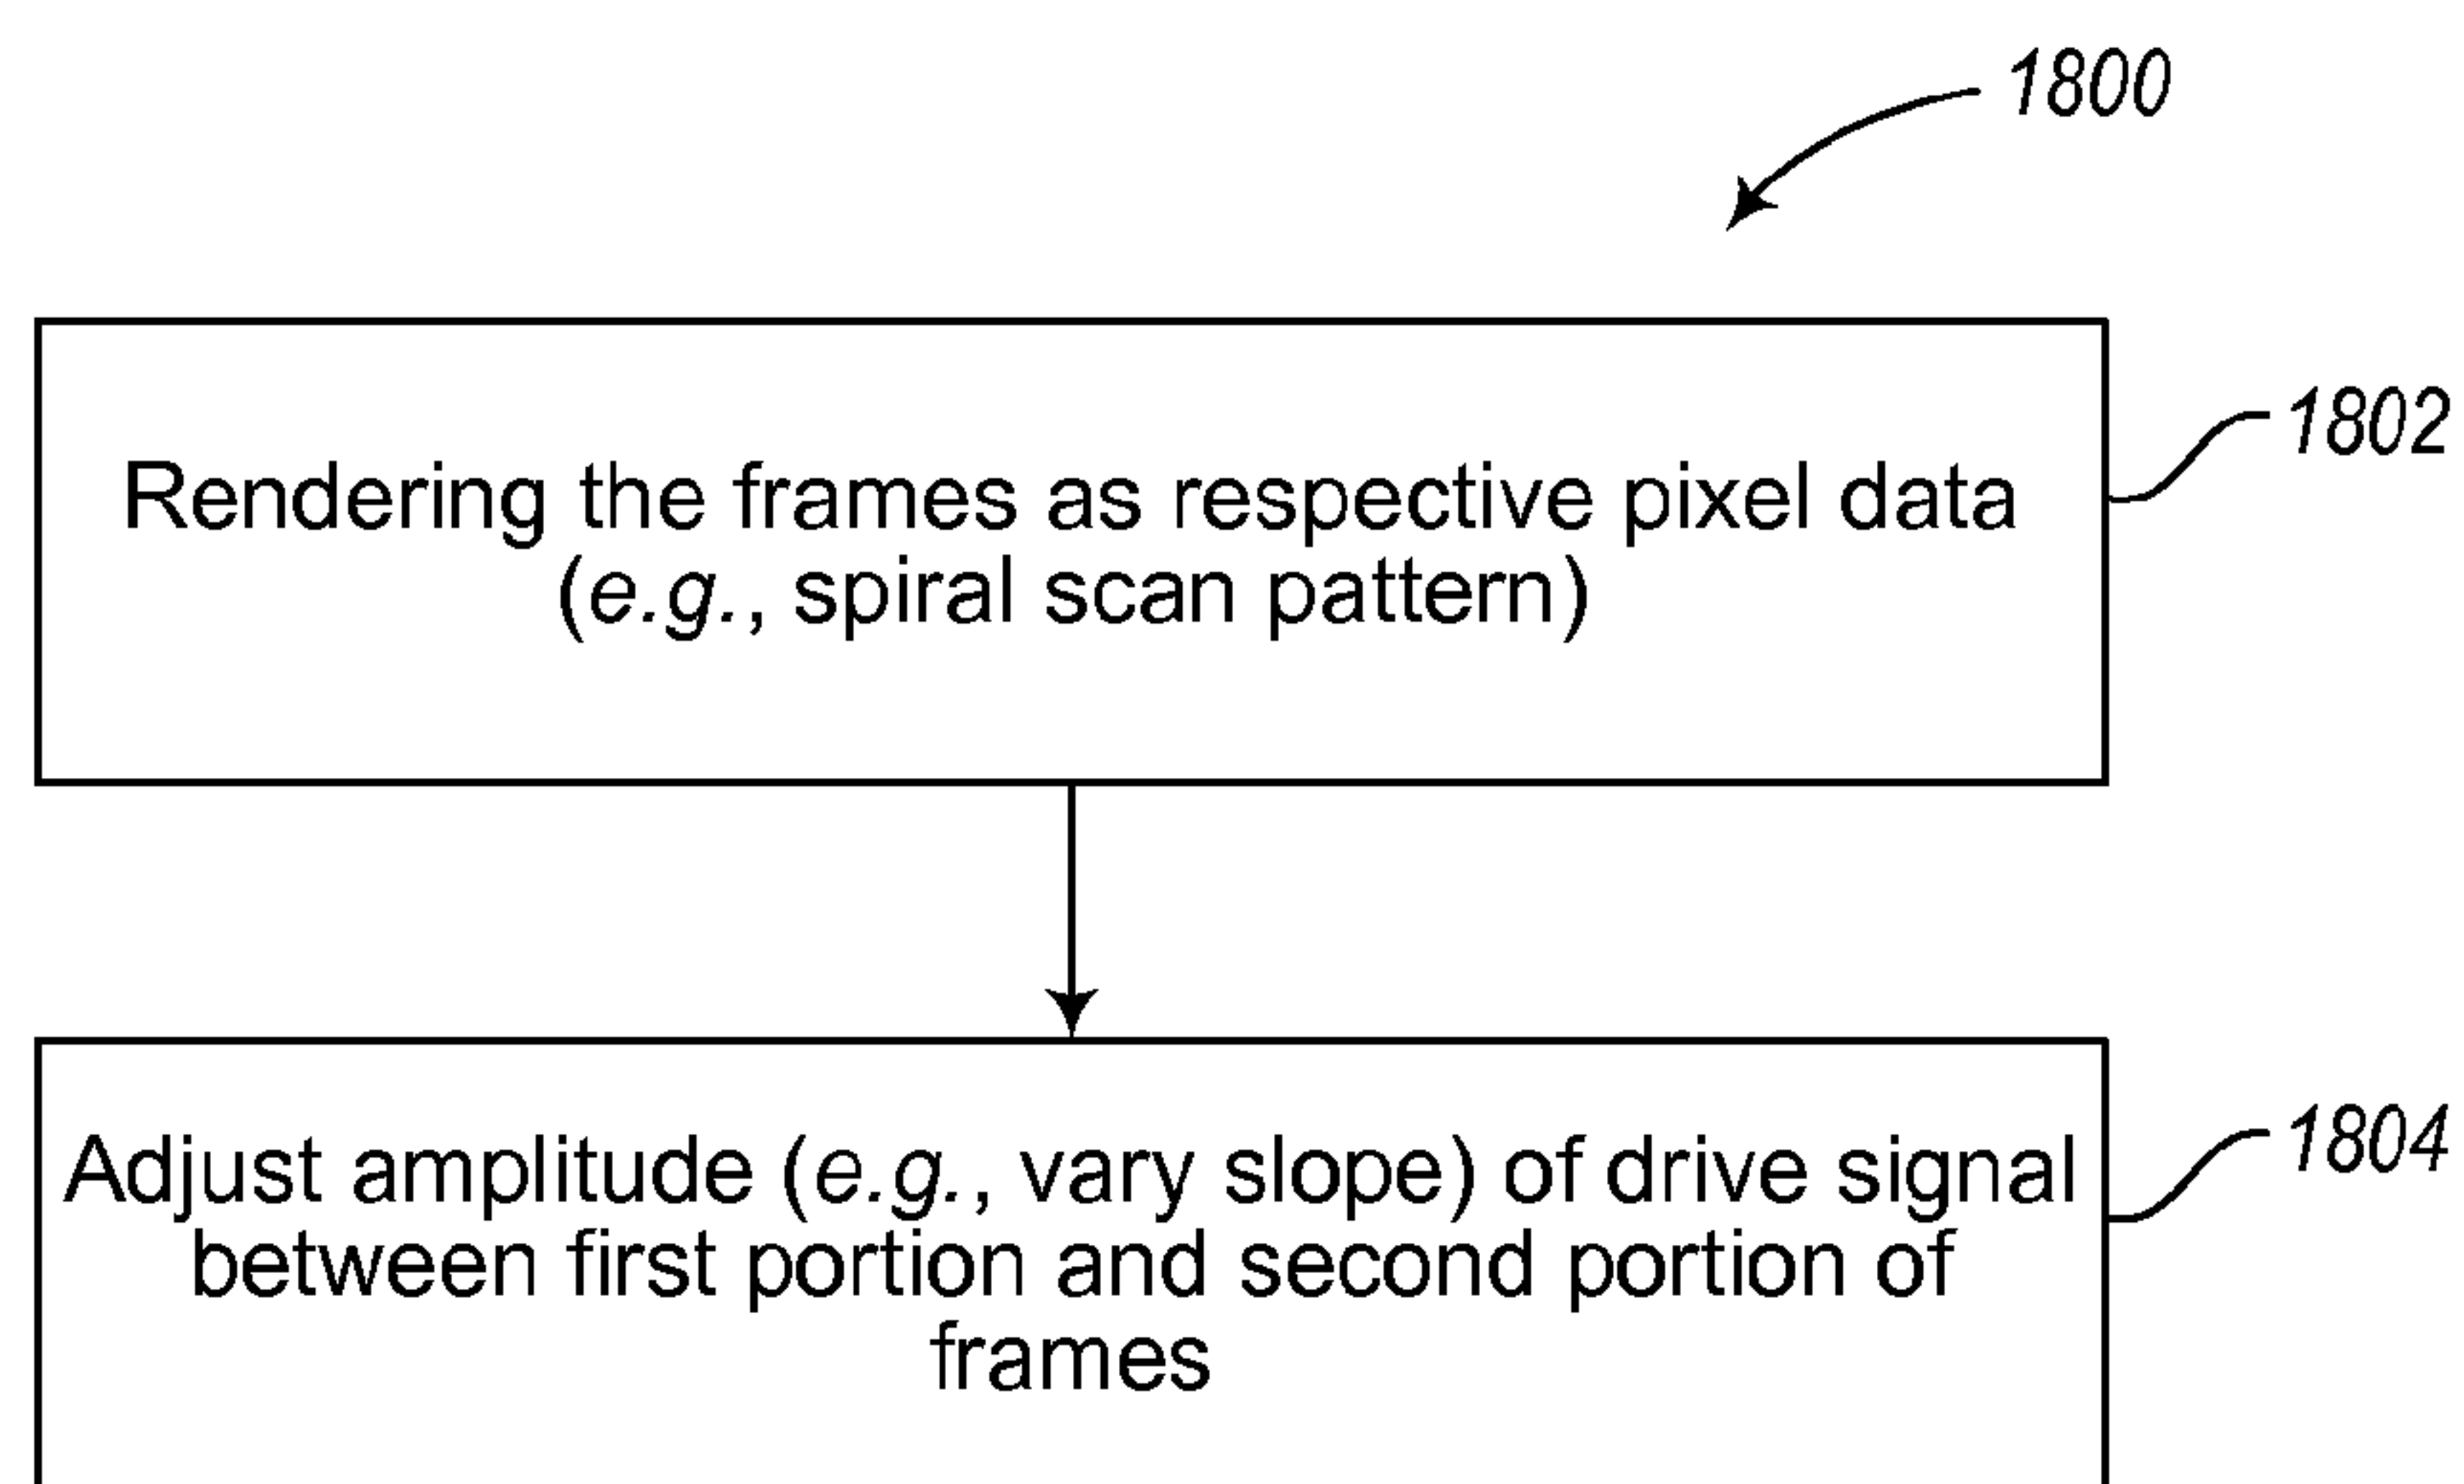 1800
1802
Rendering the frames as respective pixel data
(e.g., spiral scan pattern)
1804
Adjust amplitude (e.g., vary slope) of drive signal
between first portion and second portion of
frames